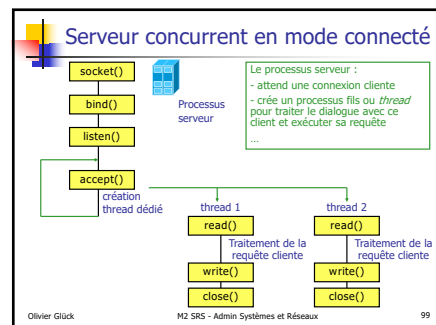 Serveur concurrent en mode connecté
socket()
bind()
listen()
accept()
création
thread dédié
Processus
serveur
Le processus serveur :
- attend une connexion cliente
- crée un processus fils ou thread
pour traiter le dialogue avec ce
client et exécuter sa requête
...
thread 1
read()
Traitement de la
requête cliente
write()
close()
thread 2
read()
Traitement de la
requête cliente
write()
close()
Olivier Glück
M2 SRS - Admin Systèmes et Réseaux
99